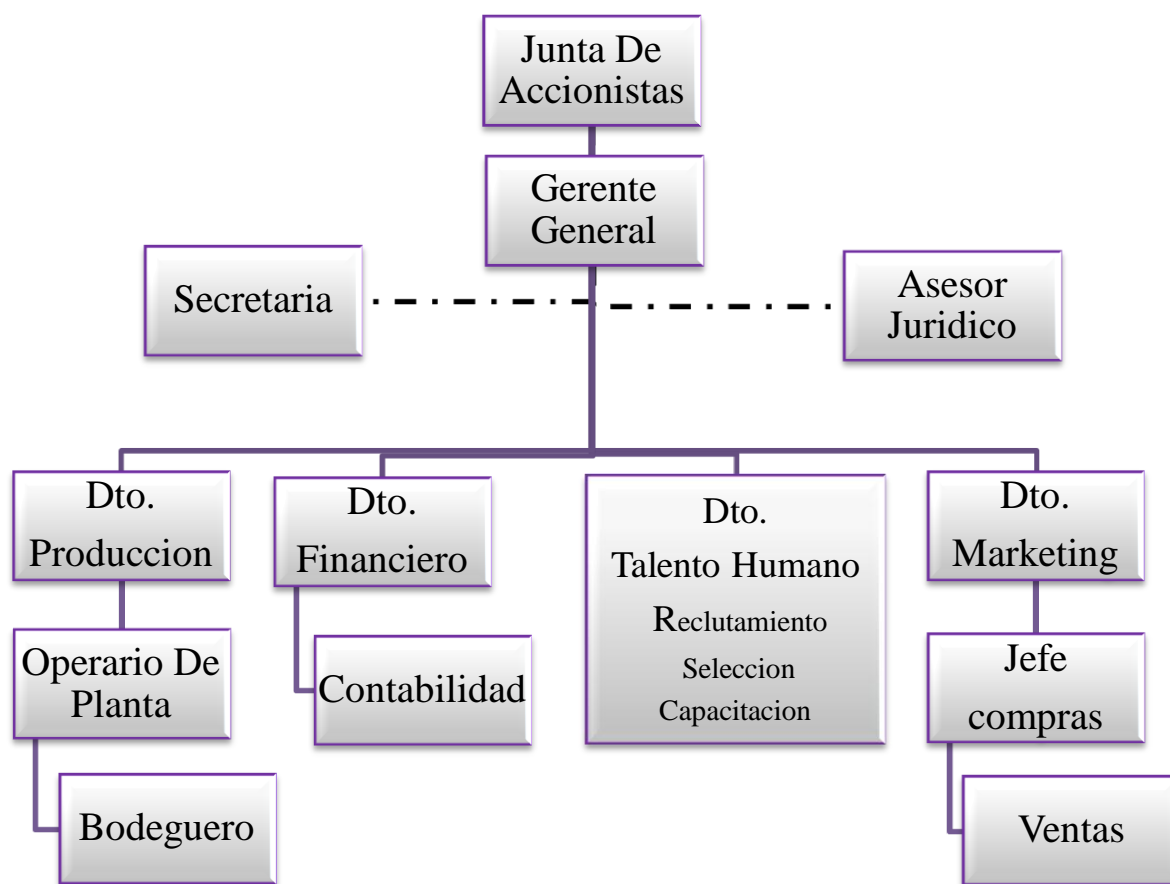 Junta De
Accionistas
Gerente
General
Secretaria
Asesor
Juridico
Dto.
Produccion
Dto.
Financiero
Dto.
Talento Humano
Reclutamiento
Seleccion
Capacitacion
Dto.
Marketing
Operario De
Planta
Contabilidad
Jefe
compras
Bodeguero
Ventas